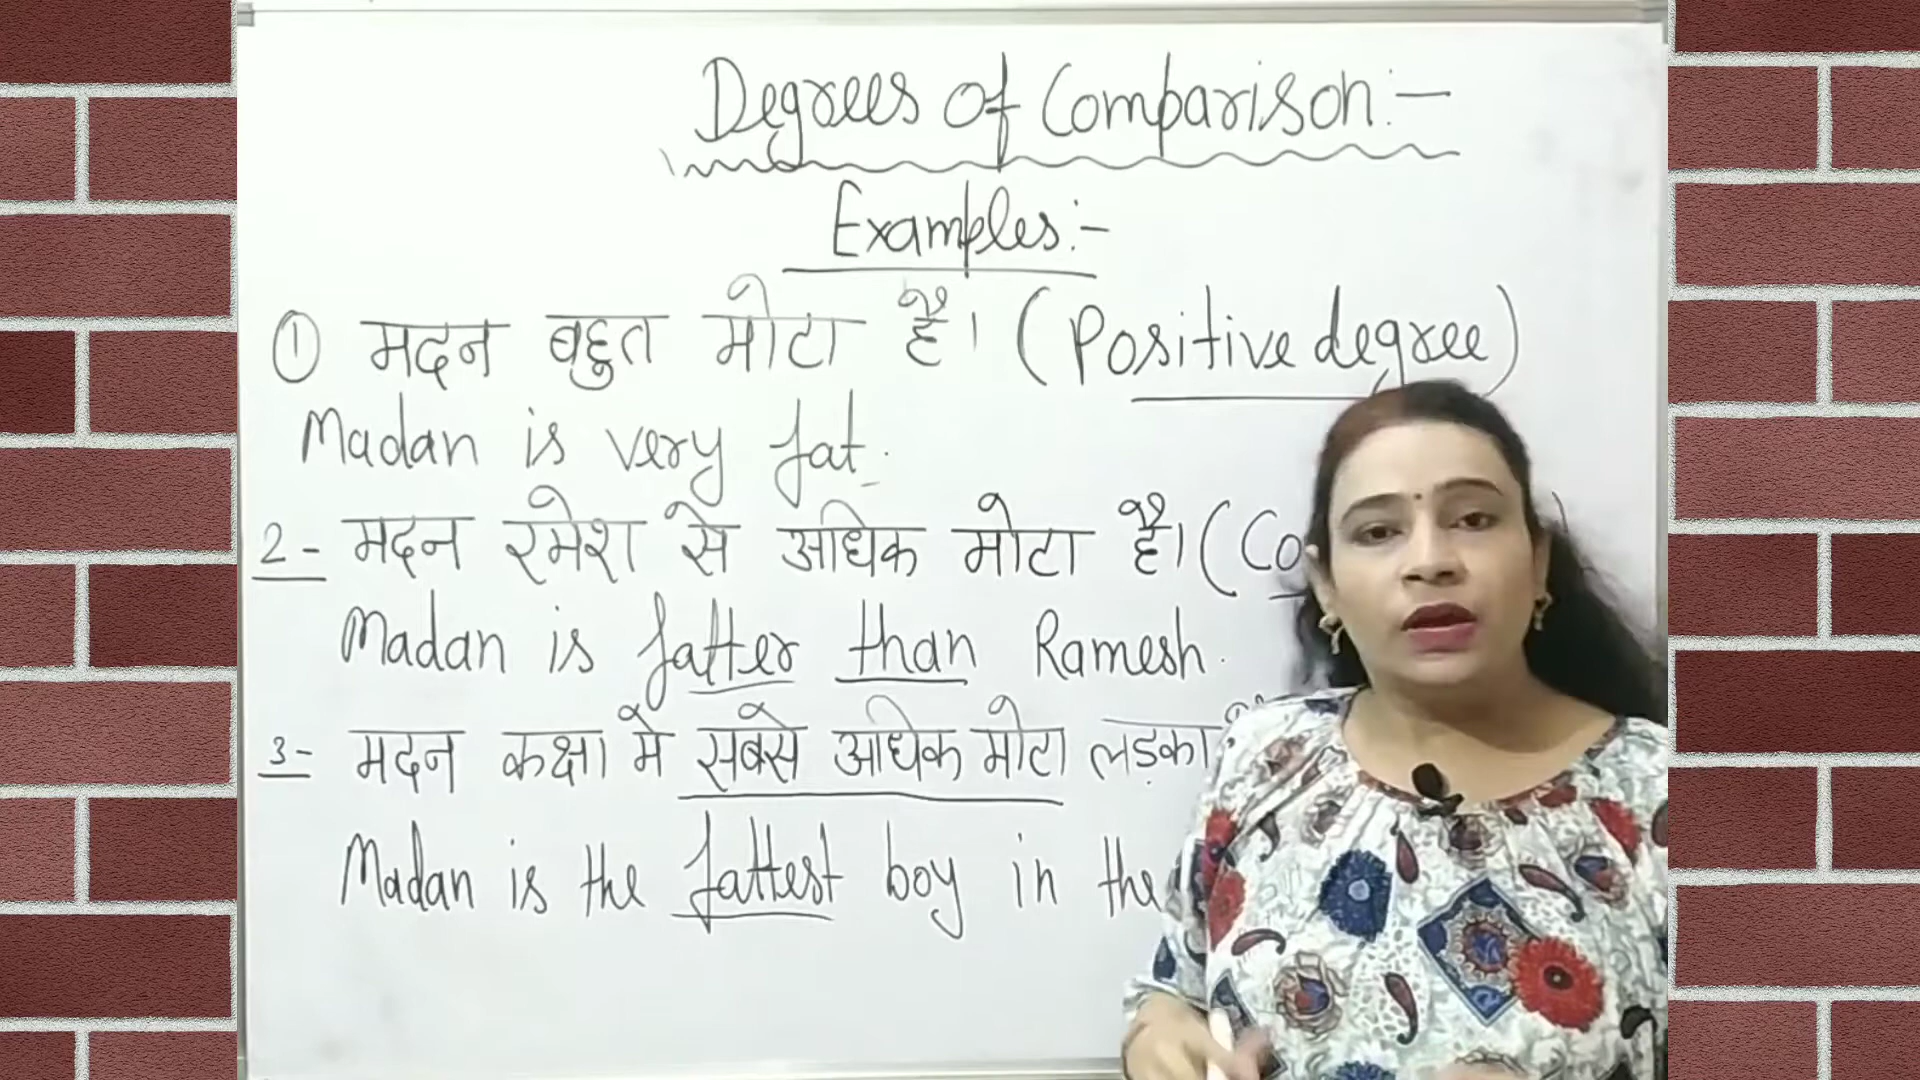 Degrees of Comparison:-
Examples:-
① मदन बहुत मोटा है। (Positive degree)
Madan is very fat.
2- मदन रमेश से अधिक मोटा है। (Co
Madan is fatter than Ramesh.
3- मदन कक्षा मे सबसे अधिक मोटा लड़का
Madan is the fattest boy in the